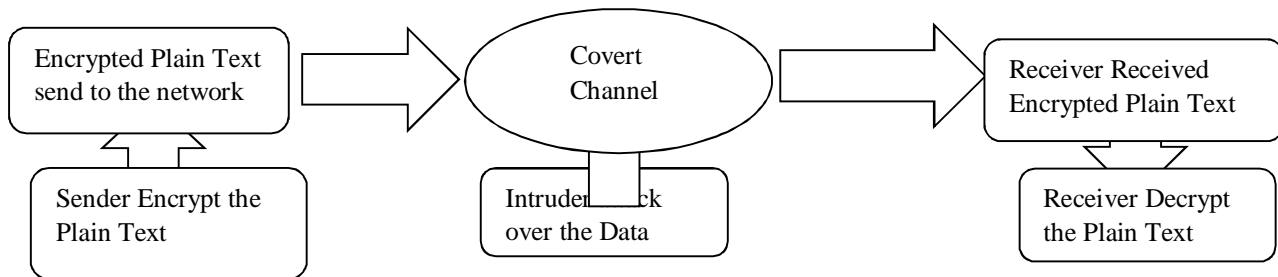 Encrypted Plain Text
send to the network
Covert
Channel
Receiver Received
Encrypted Plain Text
Sender Encrypt the
Plain Text
Intruder
over the Data
Receiver Decrypt
the Plain Text